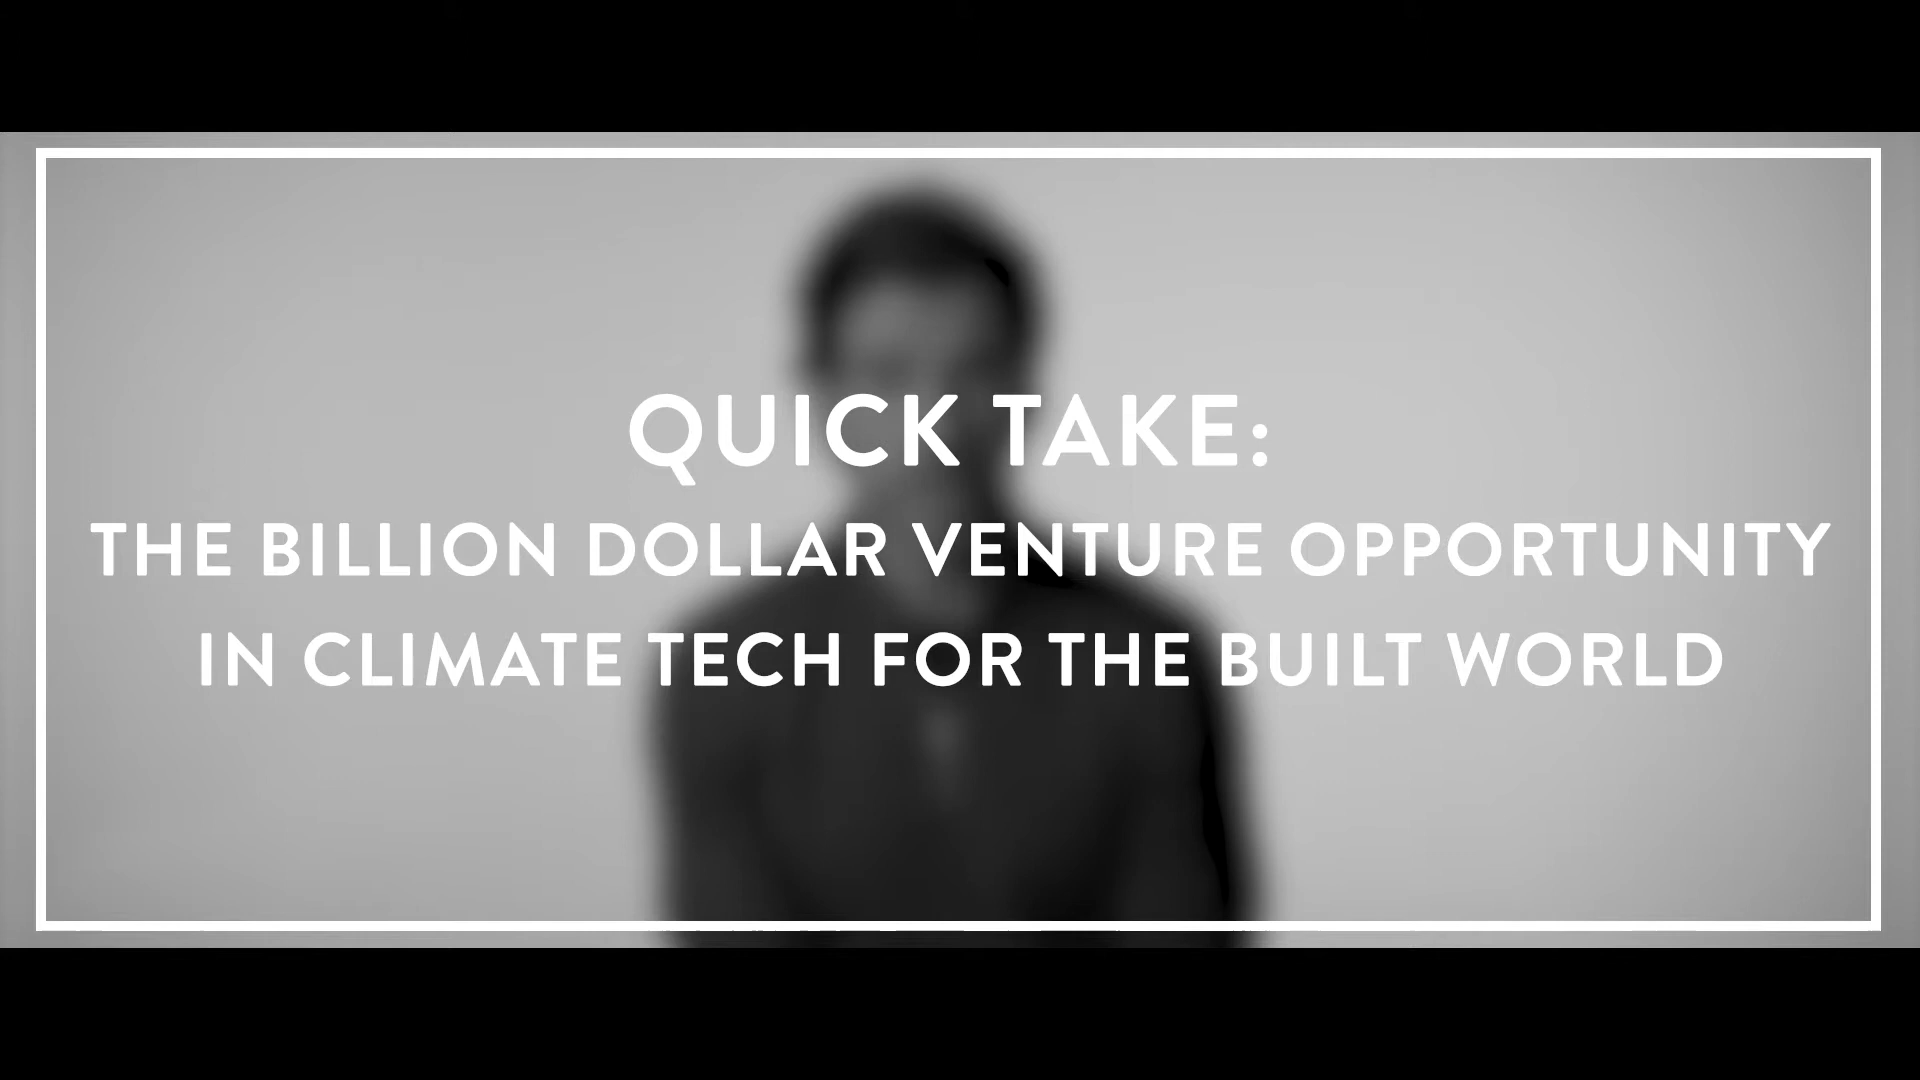 QUICK TAKE:
THE BILLION DOLLAR VENTURE OPPORTUNITY
IN CLIMATE TECH FOR THE BUILT WORLD